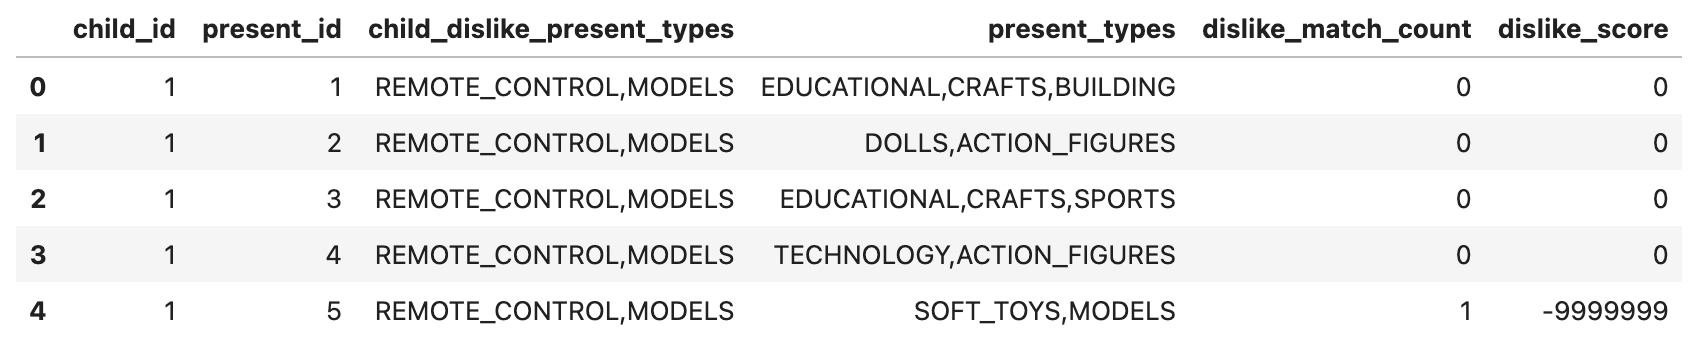 child_id present_id child_dislike_present_types present_types dislike_match_count dislike_score
0 1 1 REMOTE_CONTROL,MODELS EDUCATIONAL,CRAFTS,BUILDING 0 0
1 1 2 REMOTE_CONTROL,MODELS DOLLS,ACTION_FIGURES 0 0
2 1 3 REMOTE_CONTROL,MODELS EDUCATIONAL,CRAFTS,SPORTS 0 0
3 1 4 REMOTE_CONTROL,MODELS TECHNOLOGY,ACTION_FIGURES 0 0
4 1 5 REMOTE_CONTROL,MODELS SOFT_TOYS,MODELS 1 -9999999